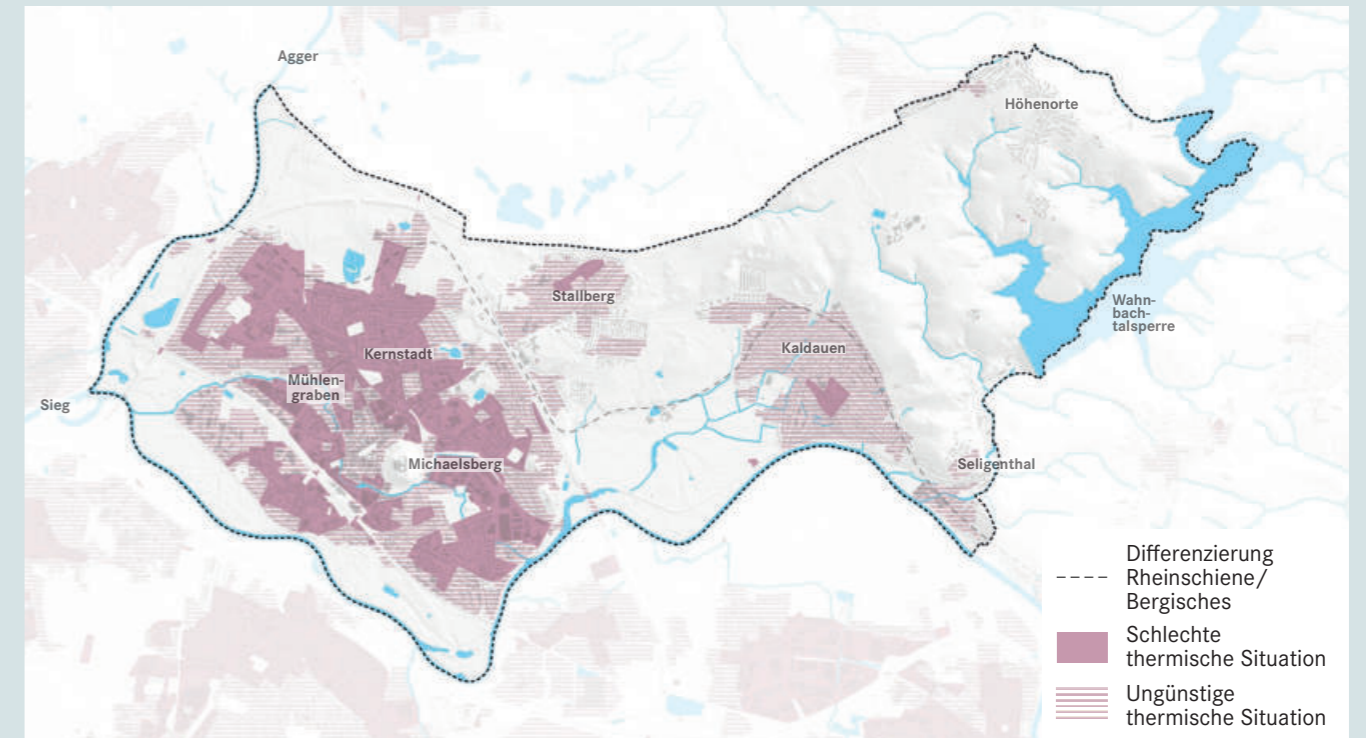 Agger
Höhenorte
Stallberg
Wahn-
bach-
talsperre
Kernstadt
Kaldauen
Mühlen-
graben
Sieg
Michaelsberg
Seligenthal
Differenzierung
Rheinschiene/
Bergisches
Schlechte
thermische Situation
Ungünstige
thermische Situation